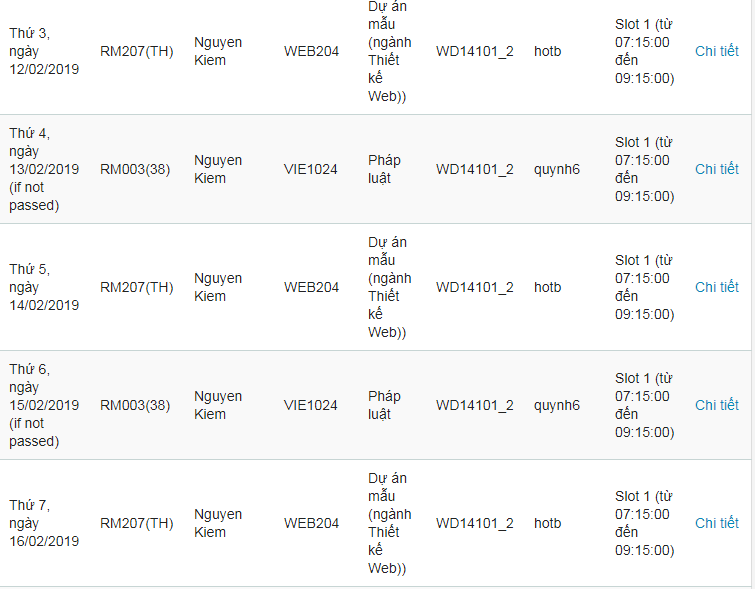 Thứ 3, ngày 12/02/2019 RM207(TH) Nguyen Kiem WEB204 Dự án mẫu (ngành Thiết kế Web)) WD14101_2 hotb Slot 1 (từ 07:15:00 đến 09:15:00) Chi tiết
Thứ 4, ngày 13/02/2019 (if not passed) RM003(38) Nguyen Kiem VIE1024 Pháp luật WD14101_2 quynh6 Slot 1 (từ 07:15:00 đến 09:15:00) Chi tiết
Thứ 5, ngày 14/02/2019 RM207(TH) Nguyen Kiem WEB204 Dự án mẫu (ngành Thiết kế Web)) WD14101_2 hotb Slot 1 (từ 07:15:00 đến 09:15:00) Chi tiết
Thứ 6, ngày 15/02/2019 (if not passed) RM003(38) Nguyen Kiem VIE1024 Pháp luật WD14101_2 quynh6 Slot 1 (từ 07:15:00 đến 09:15:00) Chi tiết
Thứ 7, ngày 16/02/2019 RM207(TH) Nguyen Kiem WEB204 Dự án mẫu (ngành Thiết kế Web)) WD14101_2 hotb Slot 1 (từ 07:15:00 đến 09:15:00) Chi tiết